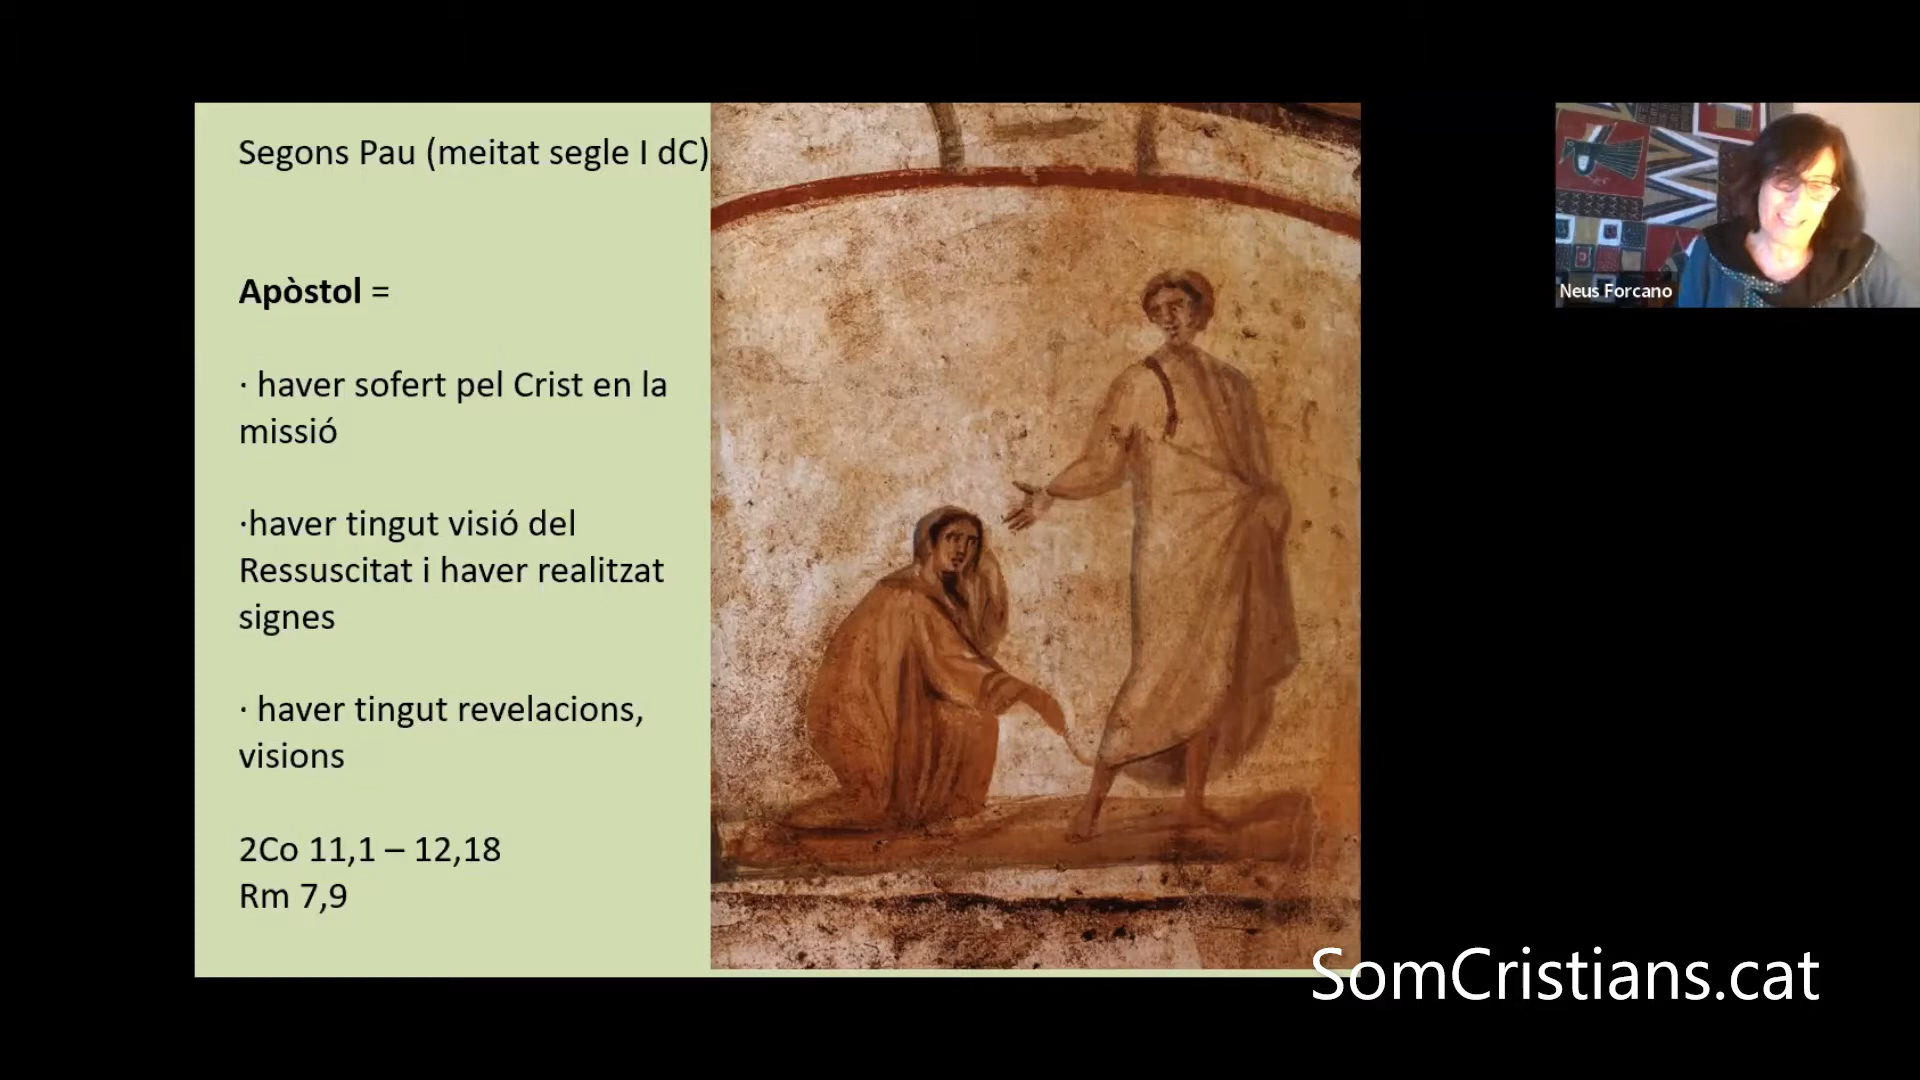 Segons Pau (meitat segle I dC)
Apòstol =
· haver sofert pel Crist en la
missió
·haver tingut visió del
Ressuscitat i haver realitzat
signes
· haver tingut revelacions,
visions
2Co 11,1 – 12,18
Rm 7,9
Neus Forcano
SomCristians.cat